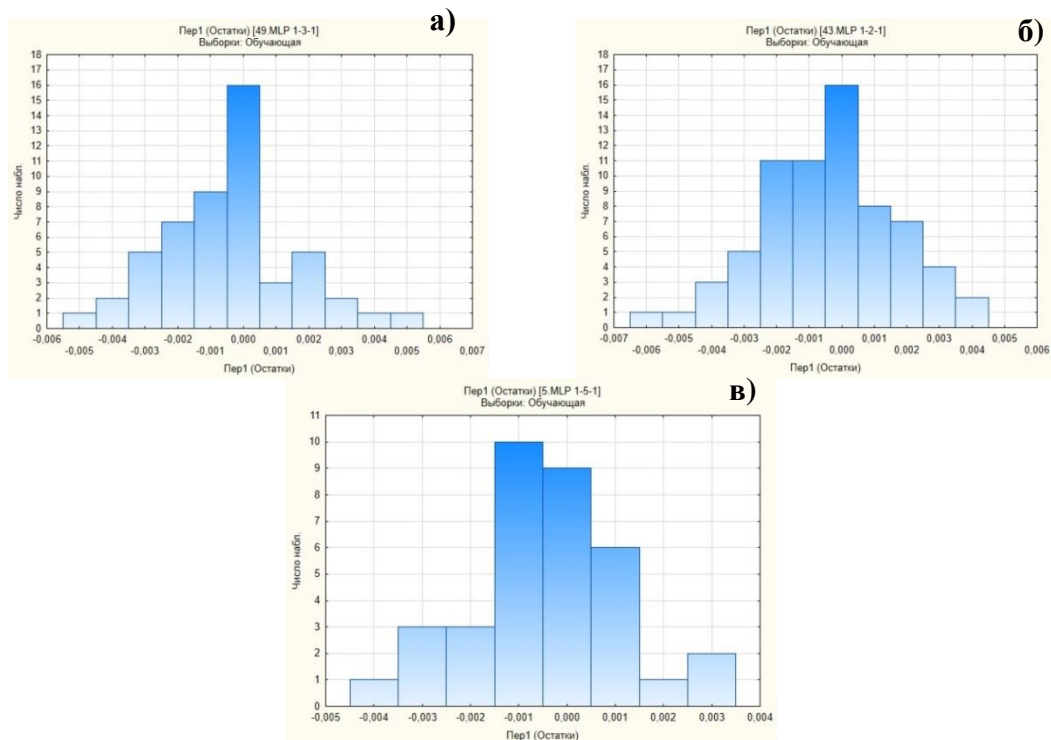 Пер1 (Остатки) [49.MLP 1-3-1]
Выборки: Обучающая
а)
18
17
16
15
14
13
12
11
10
9
8
7
6
5
4
3
2
1
0
Число набл.
-0,006 -0,004 -0,002 0,000 0,002 0,004 0,006
-0,005 -0,003 -0,001 0,001 0,003 0,005 0,007
Пер1 (Остатки)
Пер1 (Остатки) [43.MLP 1-2-1]
Выборки: Обучающая
б)
18
17
16
15
14
13
12
11
10
9
8
7
6
5
4
3
2
1
0
Число набл.
-0,007 -0,005 -0,003 -0,001 0,001 0,003 0,005
-0,006 -0,004 -0,002 0,000 0,002 0,004 0,006
Пер1 (Остатки)
Пер1 (Остатки) [5.MLP 1-5-1]
Выборки: Обучающая
в)
11
10
9
8
7
6
5
4
3
2
1
0
Число набл.
-0,005 -0,004 -0,003 -0,002 -0,001 0,000 0,001 0,002 0,003 0,004
Пер1 (Остатки)